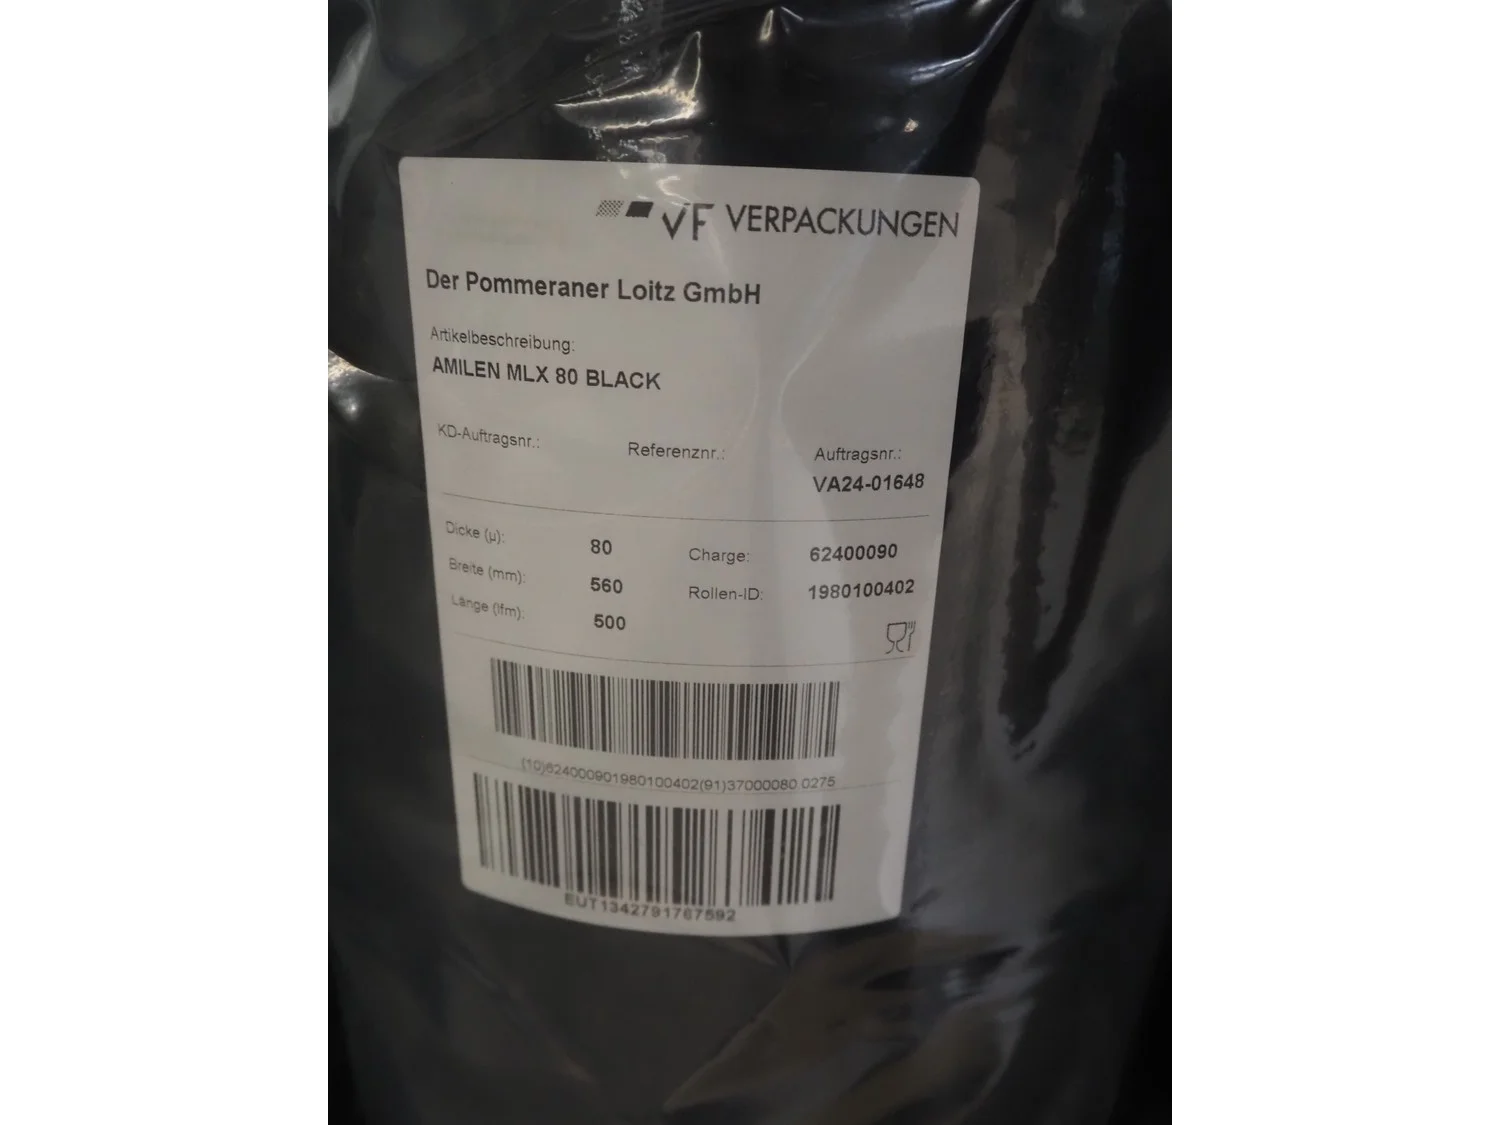 VF VERPACKUNGEN
Der Pommeraner Loitz GmbH
Artikelbeschreibung:
AMILEN MLX 80 BLACK
KD-Auftragsnr.: Referenznr.: Auftragsnr.:
VA24-01648
Dicke (µ): 80 Charge: 62400090
Breite (mm): 560 Rollen-ID: 1980100402
Länge (lfm): 500
(10)624000901980100402(91)37000080 0275
EUT1342791767592